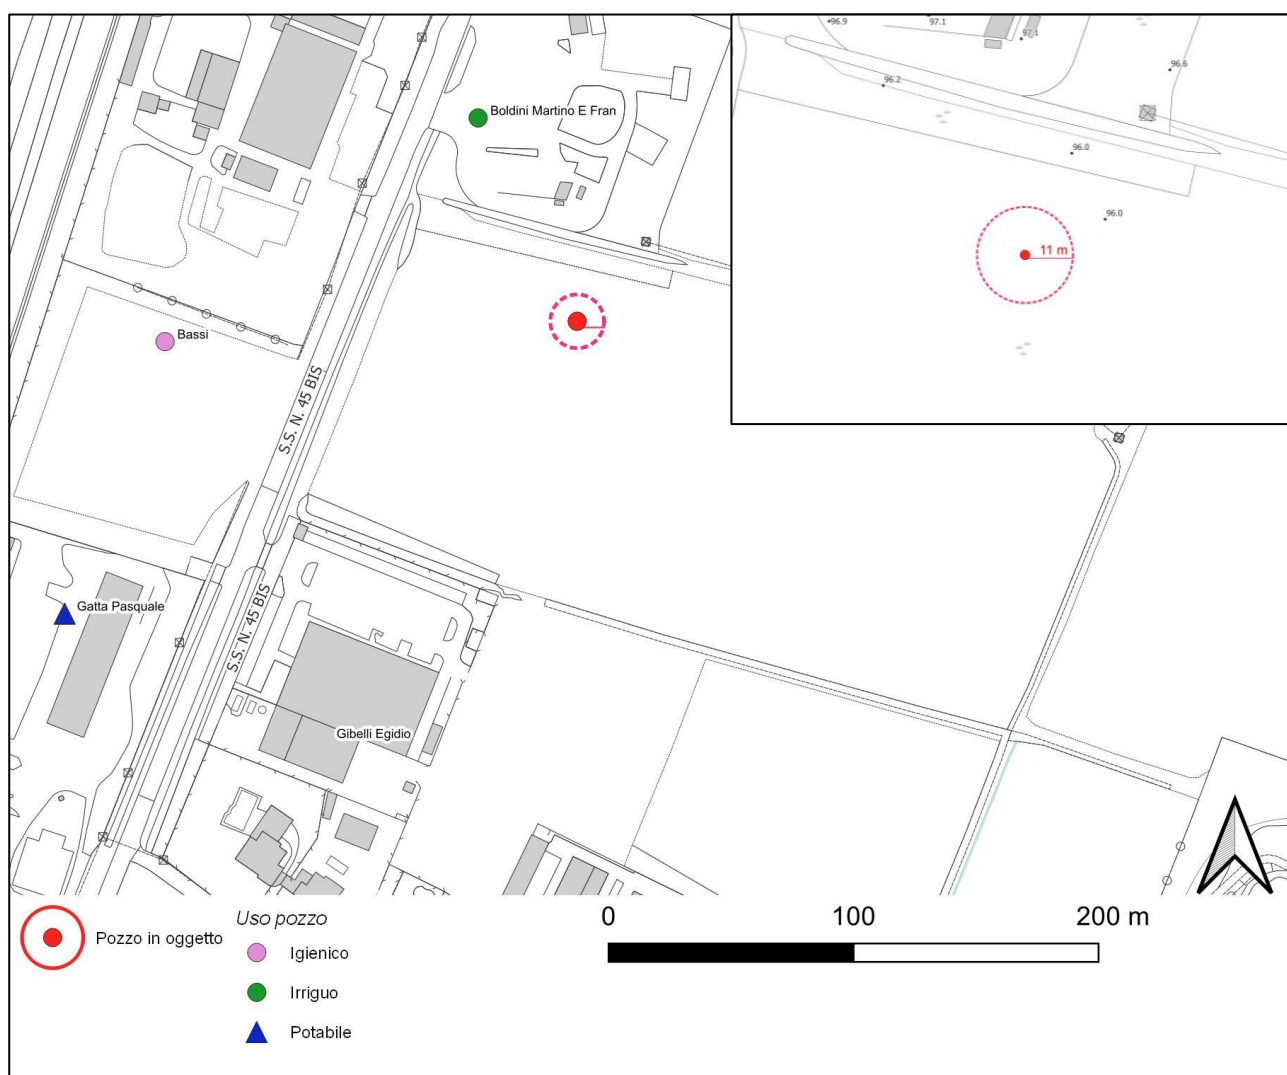 96.9
97.1
97.1
96.6
96.2
96.0
96.0
11 m
Boldini Martino E Fran
Bassi
S.S. N. 45 BIS
Gatta Pasquale
S.S. N. 45 BIS
Gibelli Egidio
Pozzo in oggetto
Uso pozzo
Igienico
Irriguo
Potabile
0 100 200 m